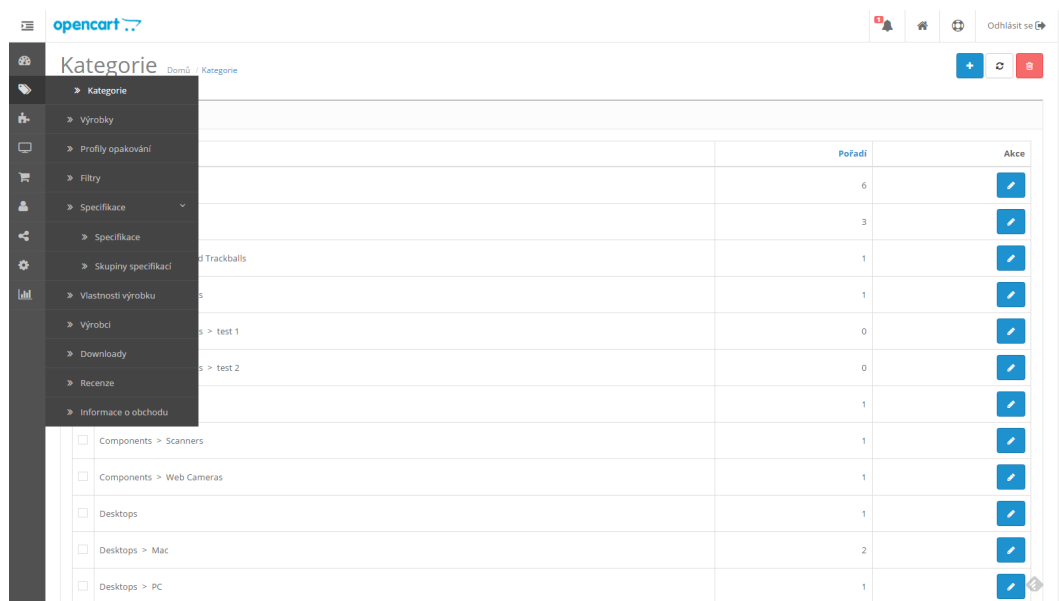 opencart
1
Odhlásit se
Kategorie
Domů / Kategorie
» Kategorie
» Výrobky
» Profily opakování
» Filtry
» Specifikace
» Specifikace
» Skupiny specifikací
» Vlastnosti výrobku
» Výrobci
» Downloady
» Recenze
» Informace o obchodu
Pořadí Akce
6
3
d Trackballs 1
s 1
s > test 1 0
s > test 2 0
1
Components > Scanners 1
Components > Web Cameras 1
Desktops 1
Desktops > Mac 2
Desktops > PC 1